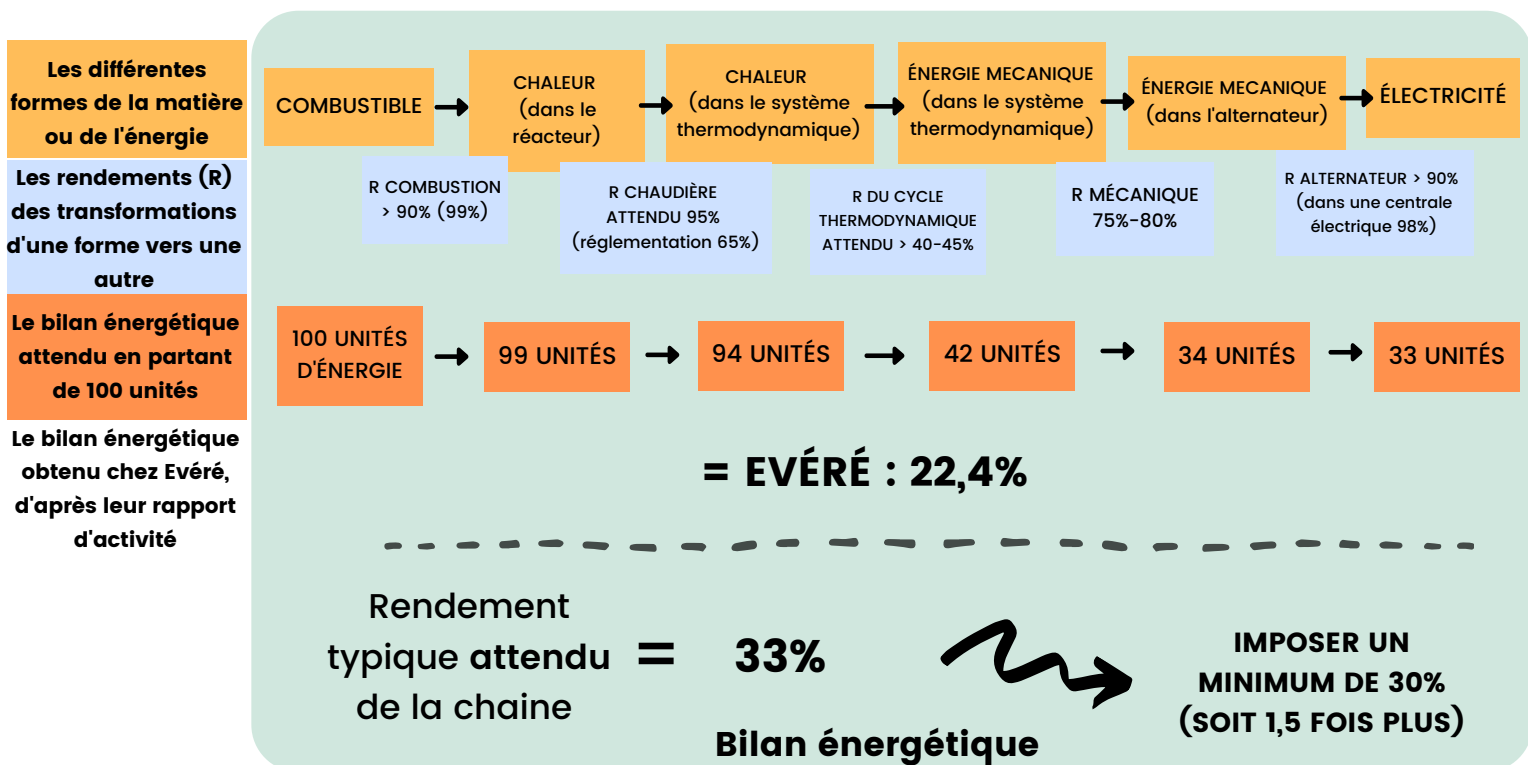 Les différentes
formes de la matière
ou de l'énergie
COMBUSTIBLE
CHALEUR
(dans le
réacteur)
CHALEUR
(dans le système
thermodynamique)
ÉNERGIE MECANIQUE
(dans le système
thermodynamique)
ÉNERGIE MECANIQUE
(dans l'alternateur)
ÉLECTRICITÉ
Les rendements (R)
des transformations
d'une forme vers une
autre
R COMBUSTION
> 90% (99%)
R CHAUDIÈRE
ATTENDU 95%
(réglementation 65%)
R DU CYCLE
THERMODYNAMIQUE
ATTENDU > 40-45%
R MÉCANIQUE
75%-80%
R ALTERNATEUR > 90%
(dans une centrale
électrique 98%)
Le bilan énergétique
attendu en partant
de 100 unités
100 UNITÉS
D'ÉNERGIE
99 UNITÉS
94 UNITÉS
42 UNITÉS
34 UNITÉS
33 UNITÉS
Le bilan énergétique
obtenu chez Evéré,
d'après leur rapport
d'activité
= EVÉRÉ : 22,4%
Rendement
typique attendu
de la chaine
= 33%
IMPOSER UN
MINIMUM DE 30%
(SOIT 1,5 FOIS PLUS)
Bilan énergétique